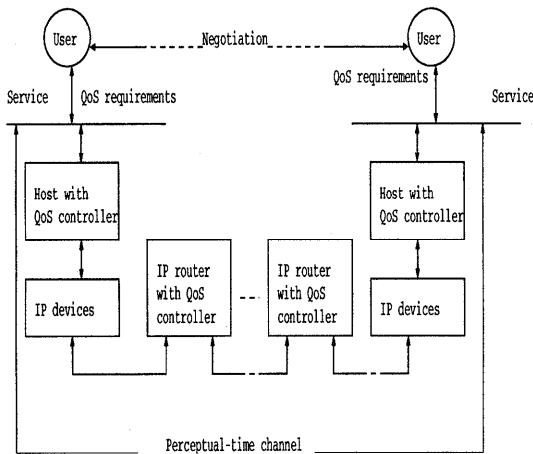 User
Negotiation
User
Service
QoS requirements
QoS requirements
Service
Host with
QoS controller
Host with
QoS controller
IP router
with QoS
controller
IP router
with QoS
controller
IP devices
IP devices
Perceptual-time channel